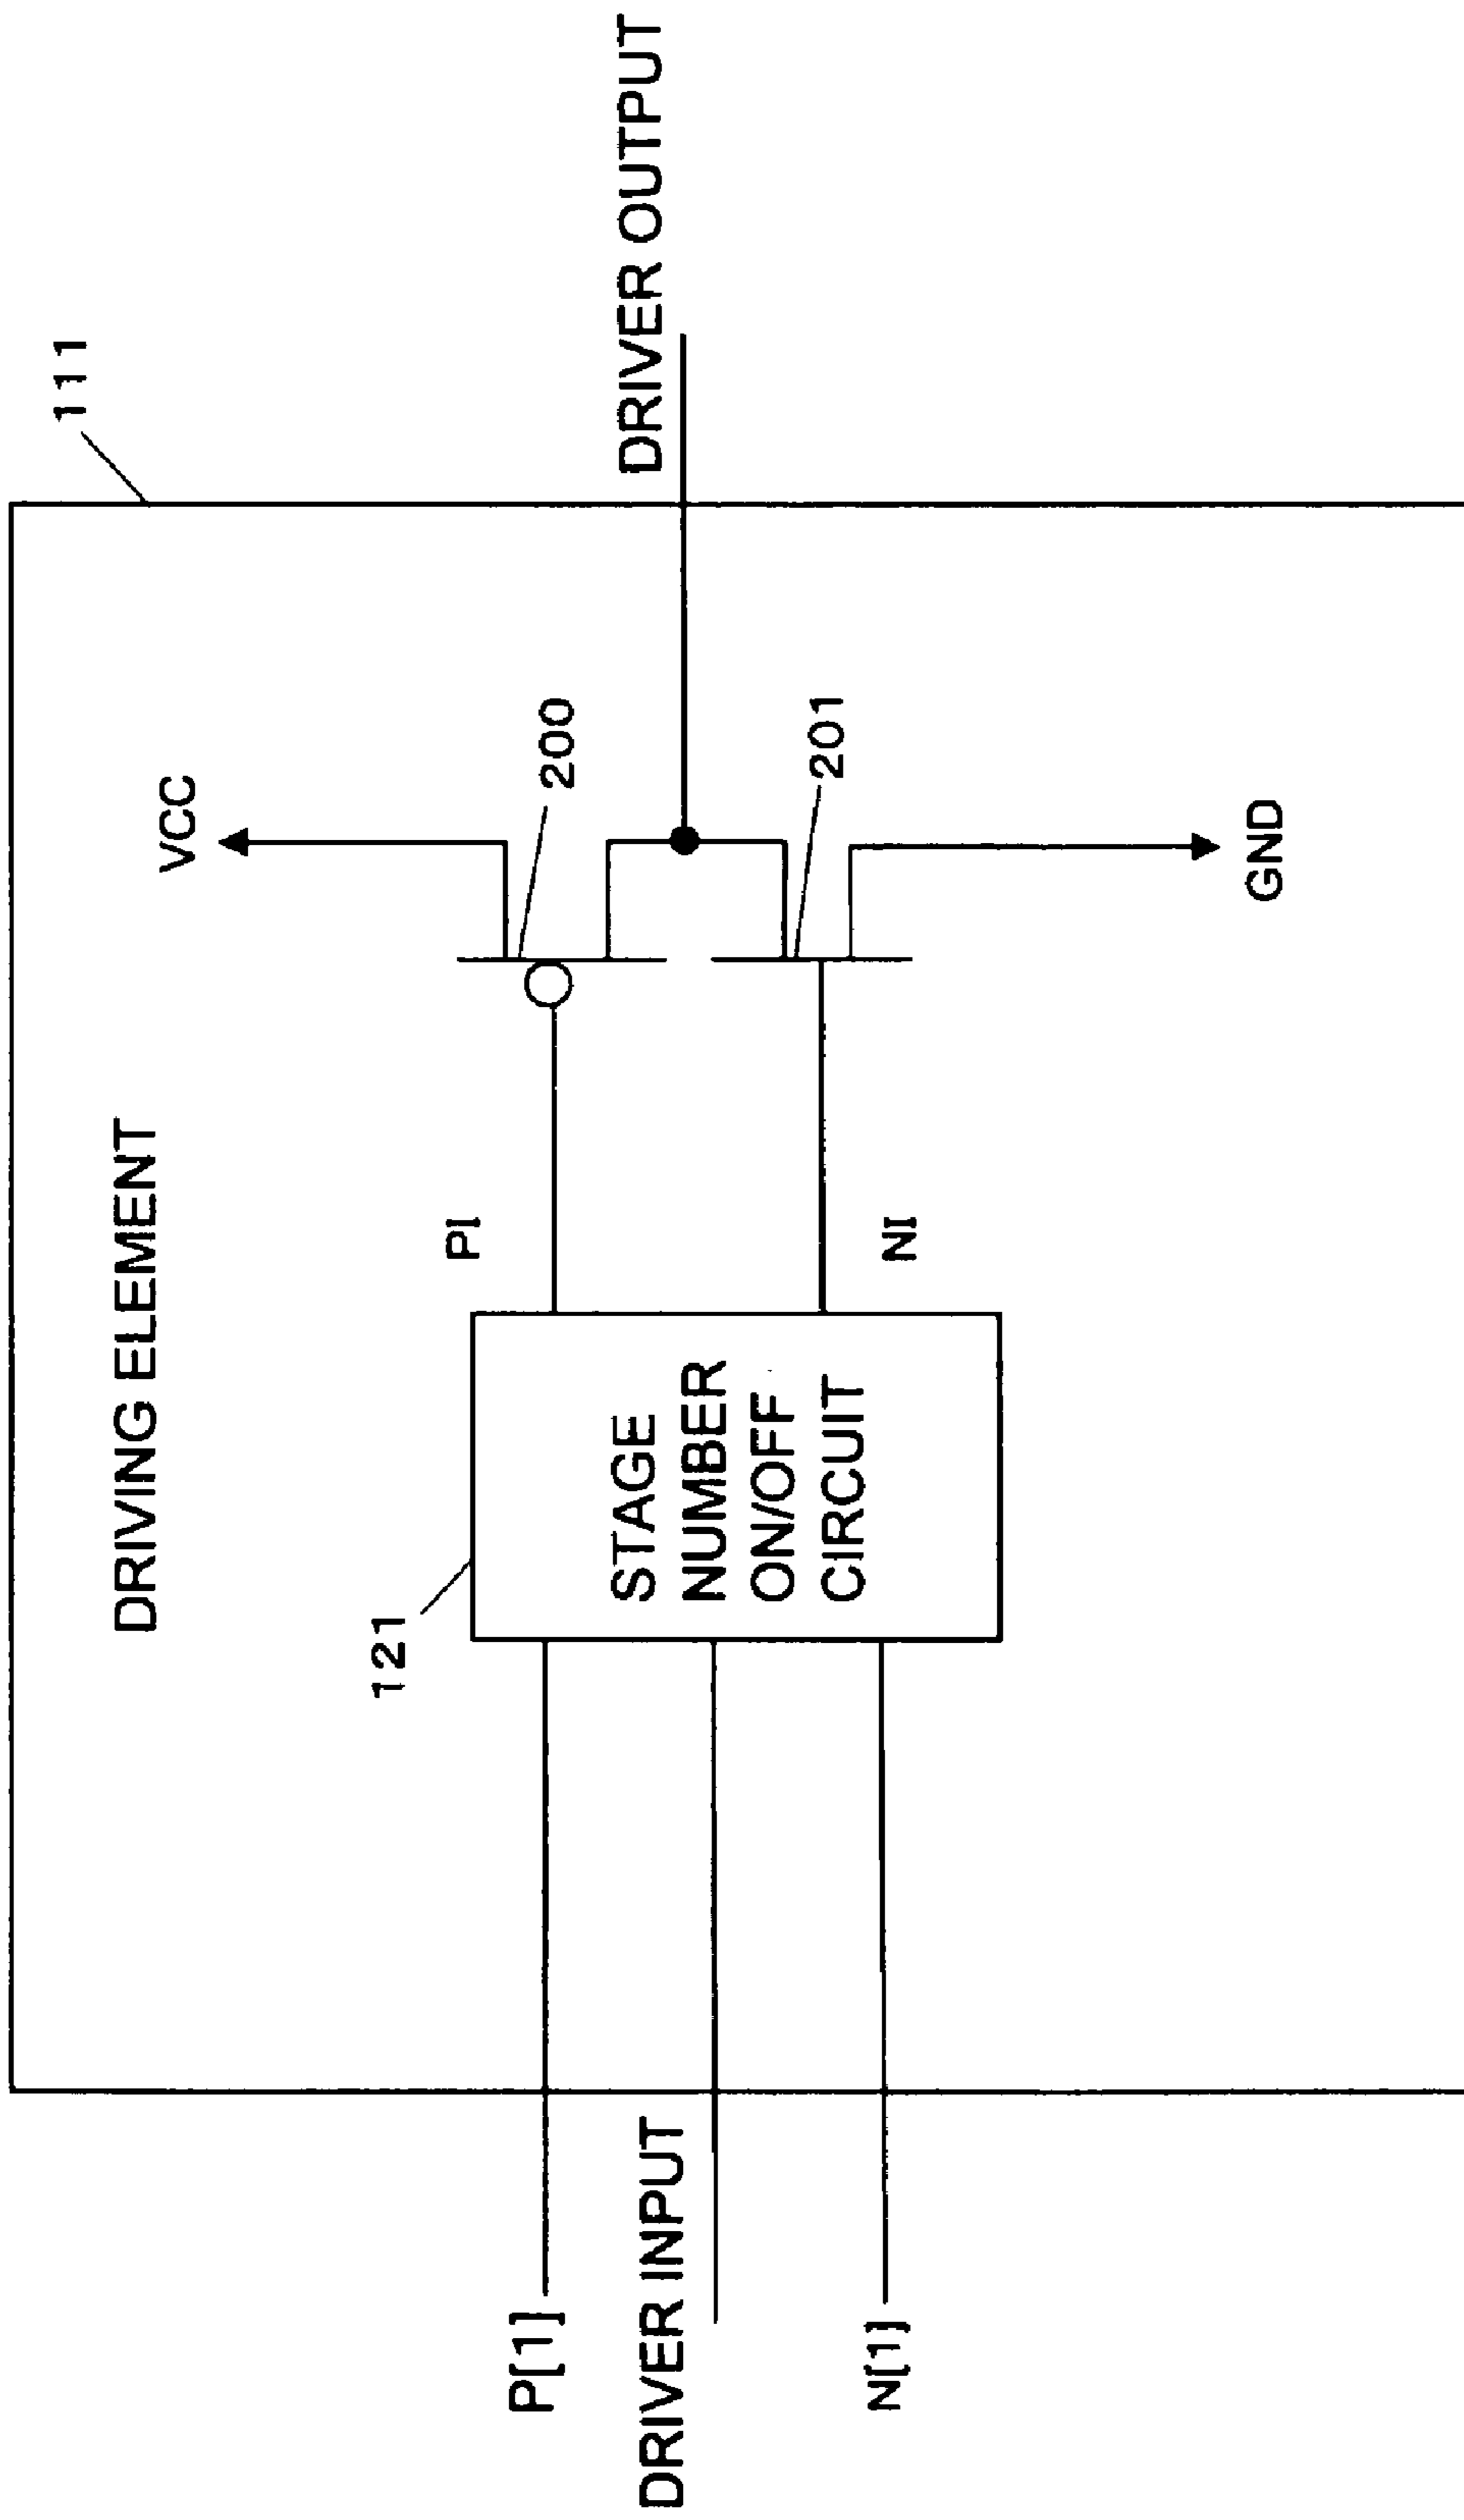 111
DRIVING ELEMENT
VCC
121
PI
200
P[1]
STAGE
NUMBER
ON/OFF
CIRCUIT
DRIVER INPUT
DRIVER OUTPUT
201
N[1]
NI
GND